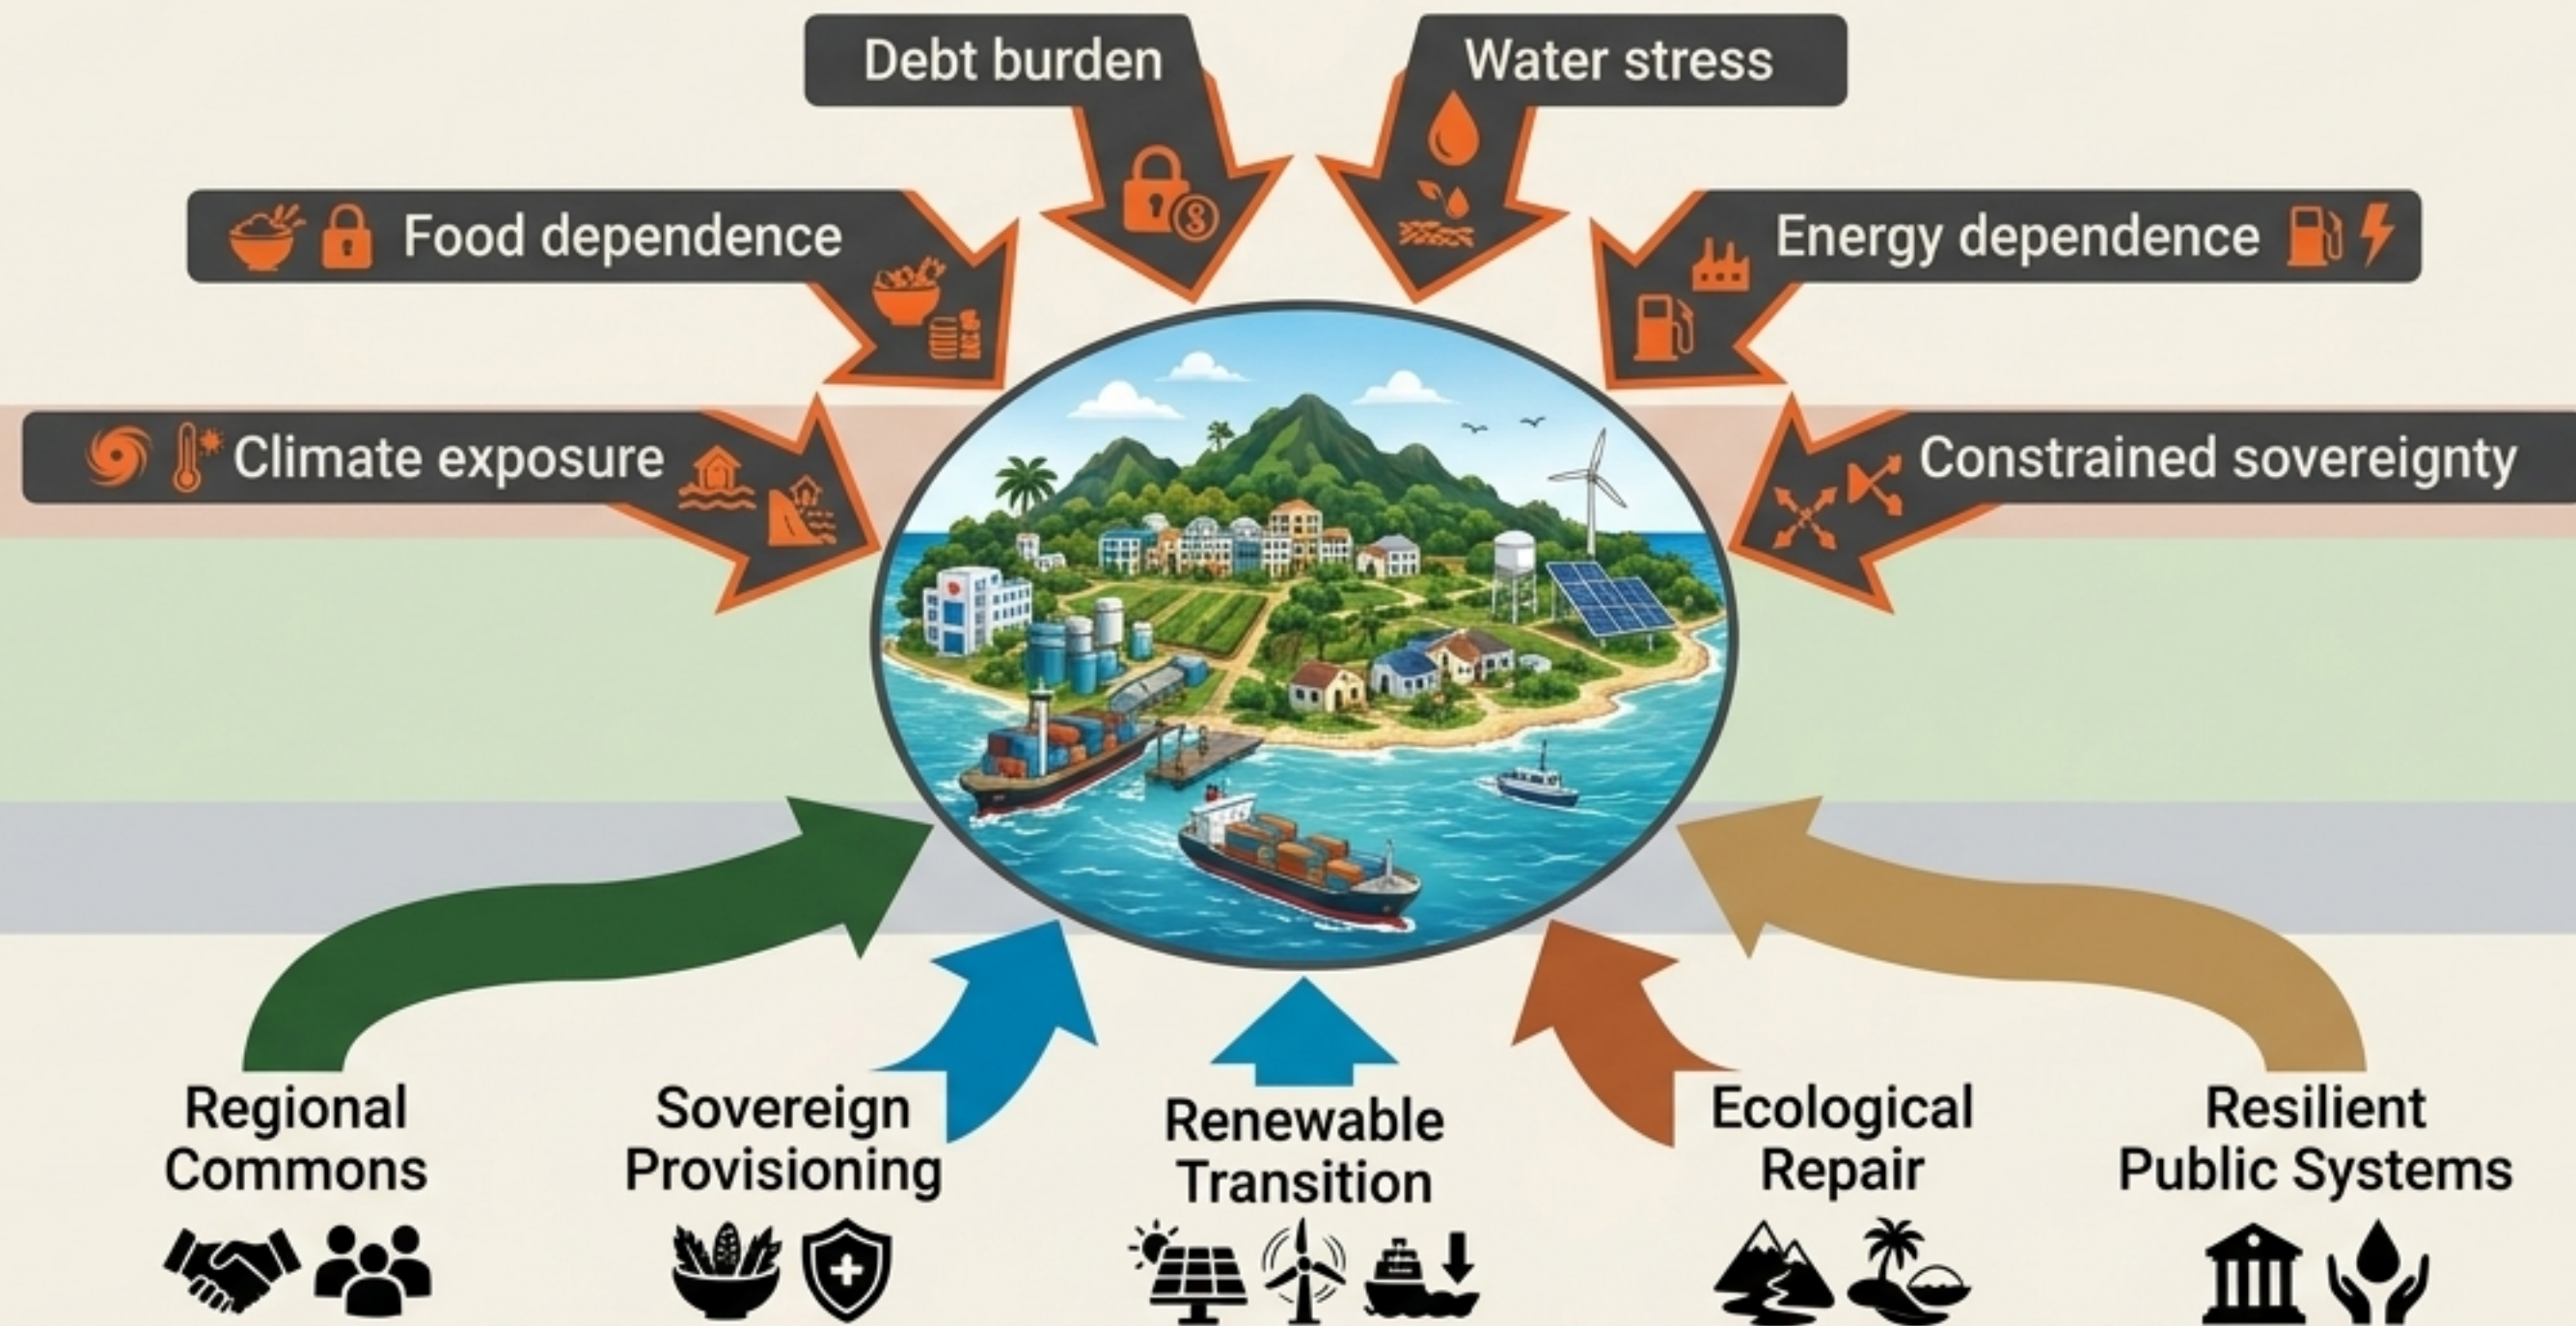 Debt burden
Water stress
Food dependence
Energy dependence
Climate exposure
Constrained sovereignty
Regional
Commons
Sovereign
Provisioning
Renewable
Transition
Ecological
Repair
Resilient
Public Systems